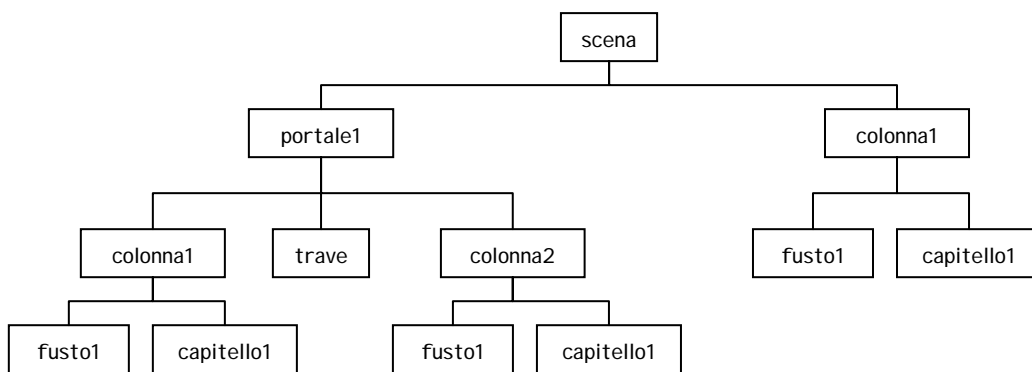 scena
portale1
colonna1
colonna1
trave
colonna2
fusto1
capitello1
fusto1
capitello1
fusto1
capitello1